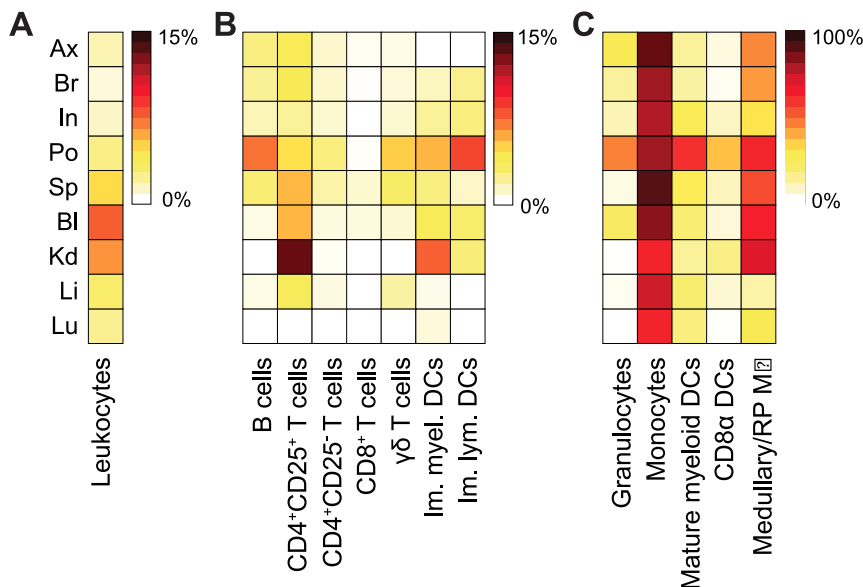 A
15%
0%
B
15%
0%
C
100%
0%
Ax
Br
In
Po
Sp
Bl
Kd
Li
Lu
Leukocytes
B cells
CD4⁺CD25⁺ T cells
CD4⁺CD25⁻ T cells
CD8⁺ T cells
γδ T cells
Im. myel. DCs
Im. lym. DCs
Granulocytes
Monocytes
Mature myeloid DCs
CD8α DCs
Medullary/RP M⍰